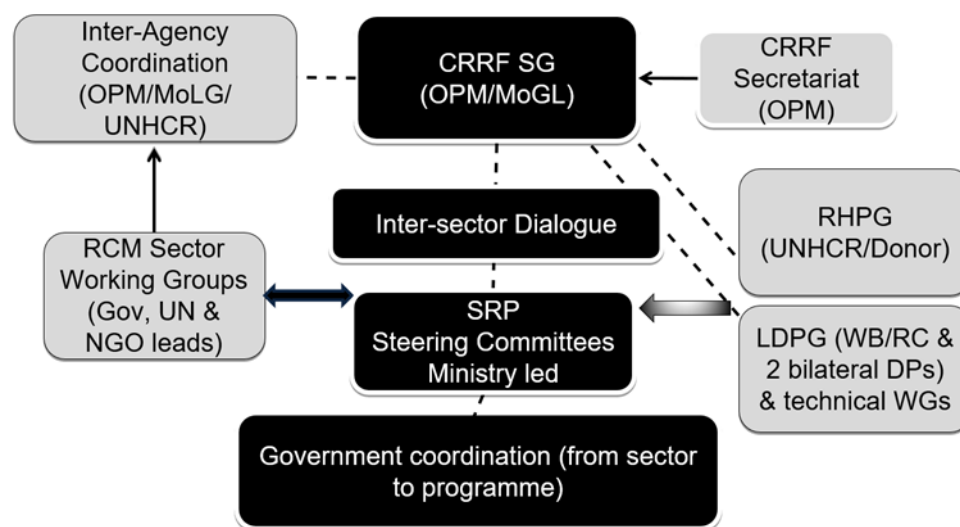 Inter-Agency
Coordination
(OPM/MoLG/
UNHCR)
CRRF SG
(OPM/MoGL)
CRRF
Secretariat
(OPM)
Inter-sector Dialogue
RHPG
(UNHCR/Donor)
RCM Sector
Working Groups
(Gov, UN &
NGO leads)
SRP
Steering Committees
Ministry led
LDPG (WB/RC &
2 bilateral DPs)
& technical WGs
Government coordination (from sector
to programme)